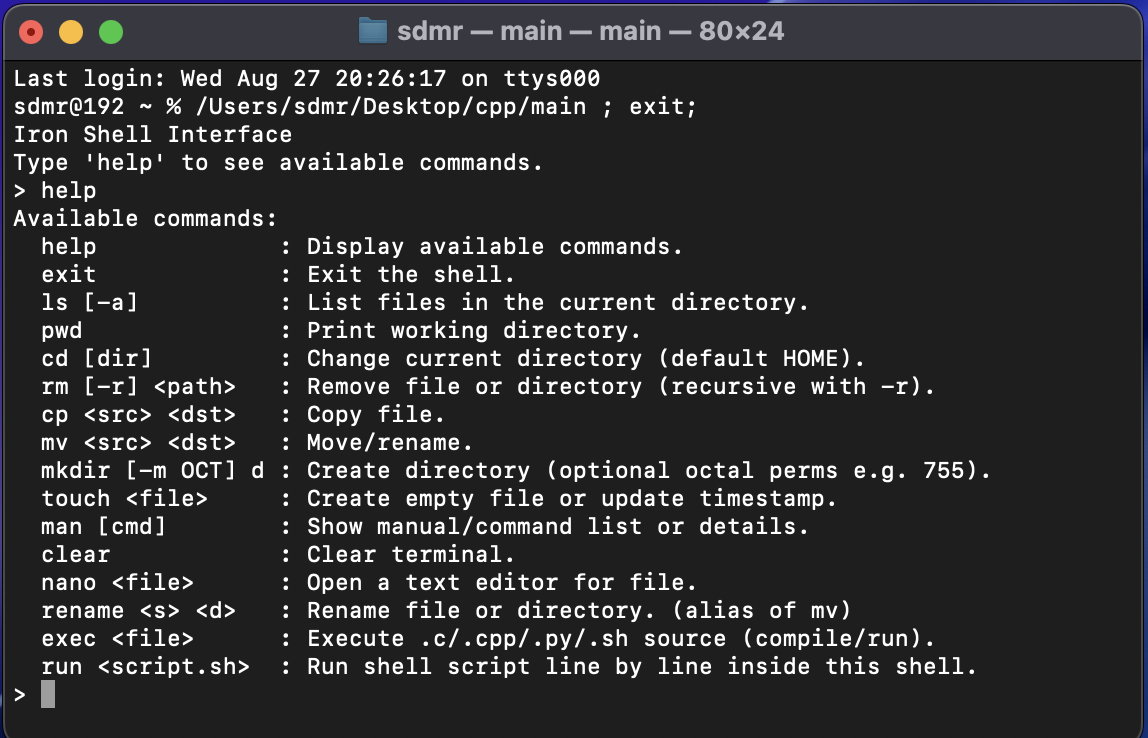 sdmr — main — main — 80×24
Last login: Wed Aug 27 20:26:17 on ttys000
sdmr@192 ~ % /Users/sdmr/Desktop/cpp/main ; exit;
Iron Shell Interface
Type 'help' to see available commands.
> help
Available commands:
  help             : Display available commands.
  exit             : Exit the shell.
  ls [-a]          : List files in the current directory.
  pwd              : Print working directory.
  cd [dir]         : Change current directory (default HOME).
  rm [-r] <path>   : Remove file or directory (recursive with -r).
  cp <src> <dst>   : Copy file.
  mv <src> <dst>   : Move/rename.
  mkdir [-m OCT] d : Create directory (optional octal perms e.g. 755).
  touch <file>     : Create empty file or update timestamp.
  man [cmd]        : Show manual/command list or details.
  clear            : Clear terminal.
  nano <file>      : Open a text editor for file.
  rename <s> <d>   : Rename file or directory. (alias of mv)
  exec <file>      : Execute .c/.cpp/.py/.sh source (compile/run).
  run <script.sh>  : Run shell script line by line inside this shell.
>